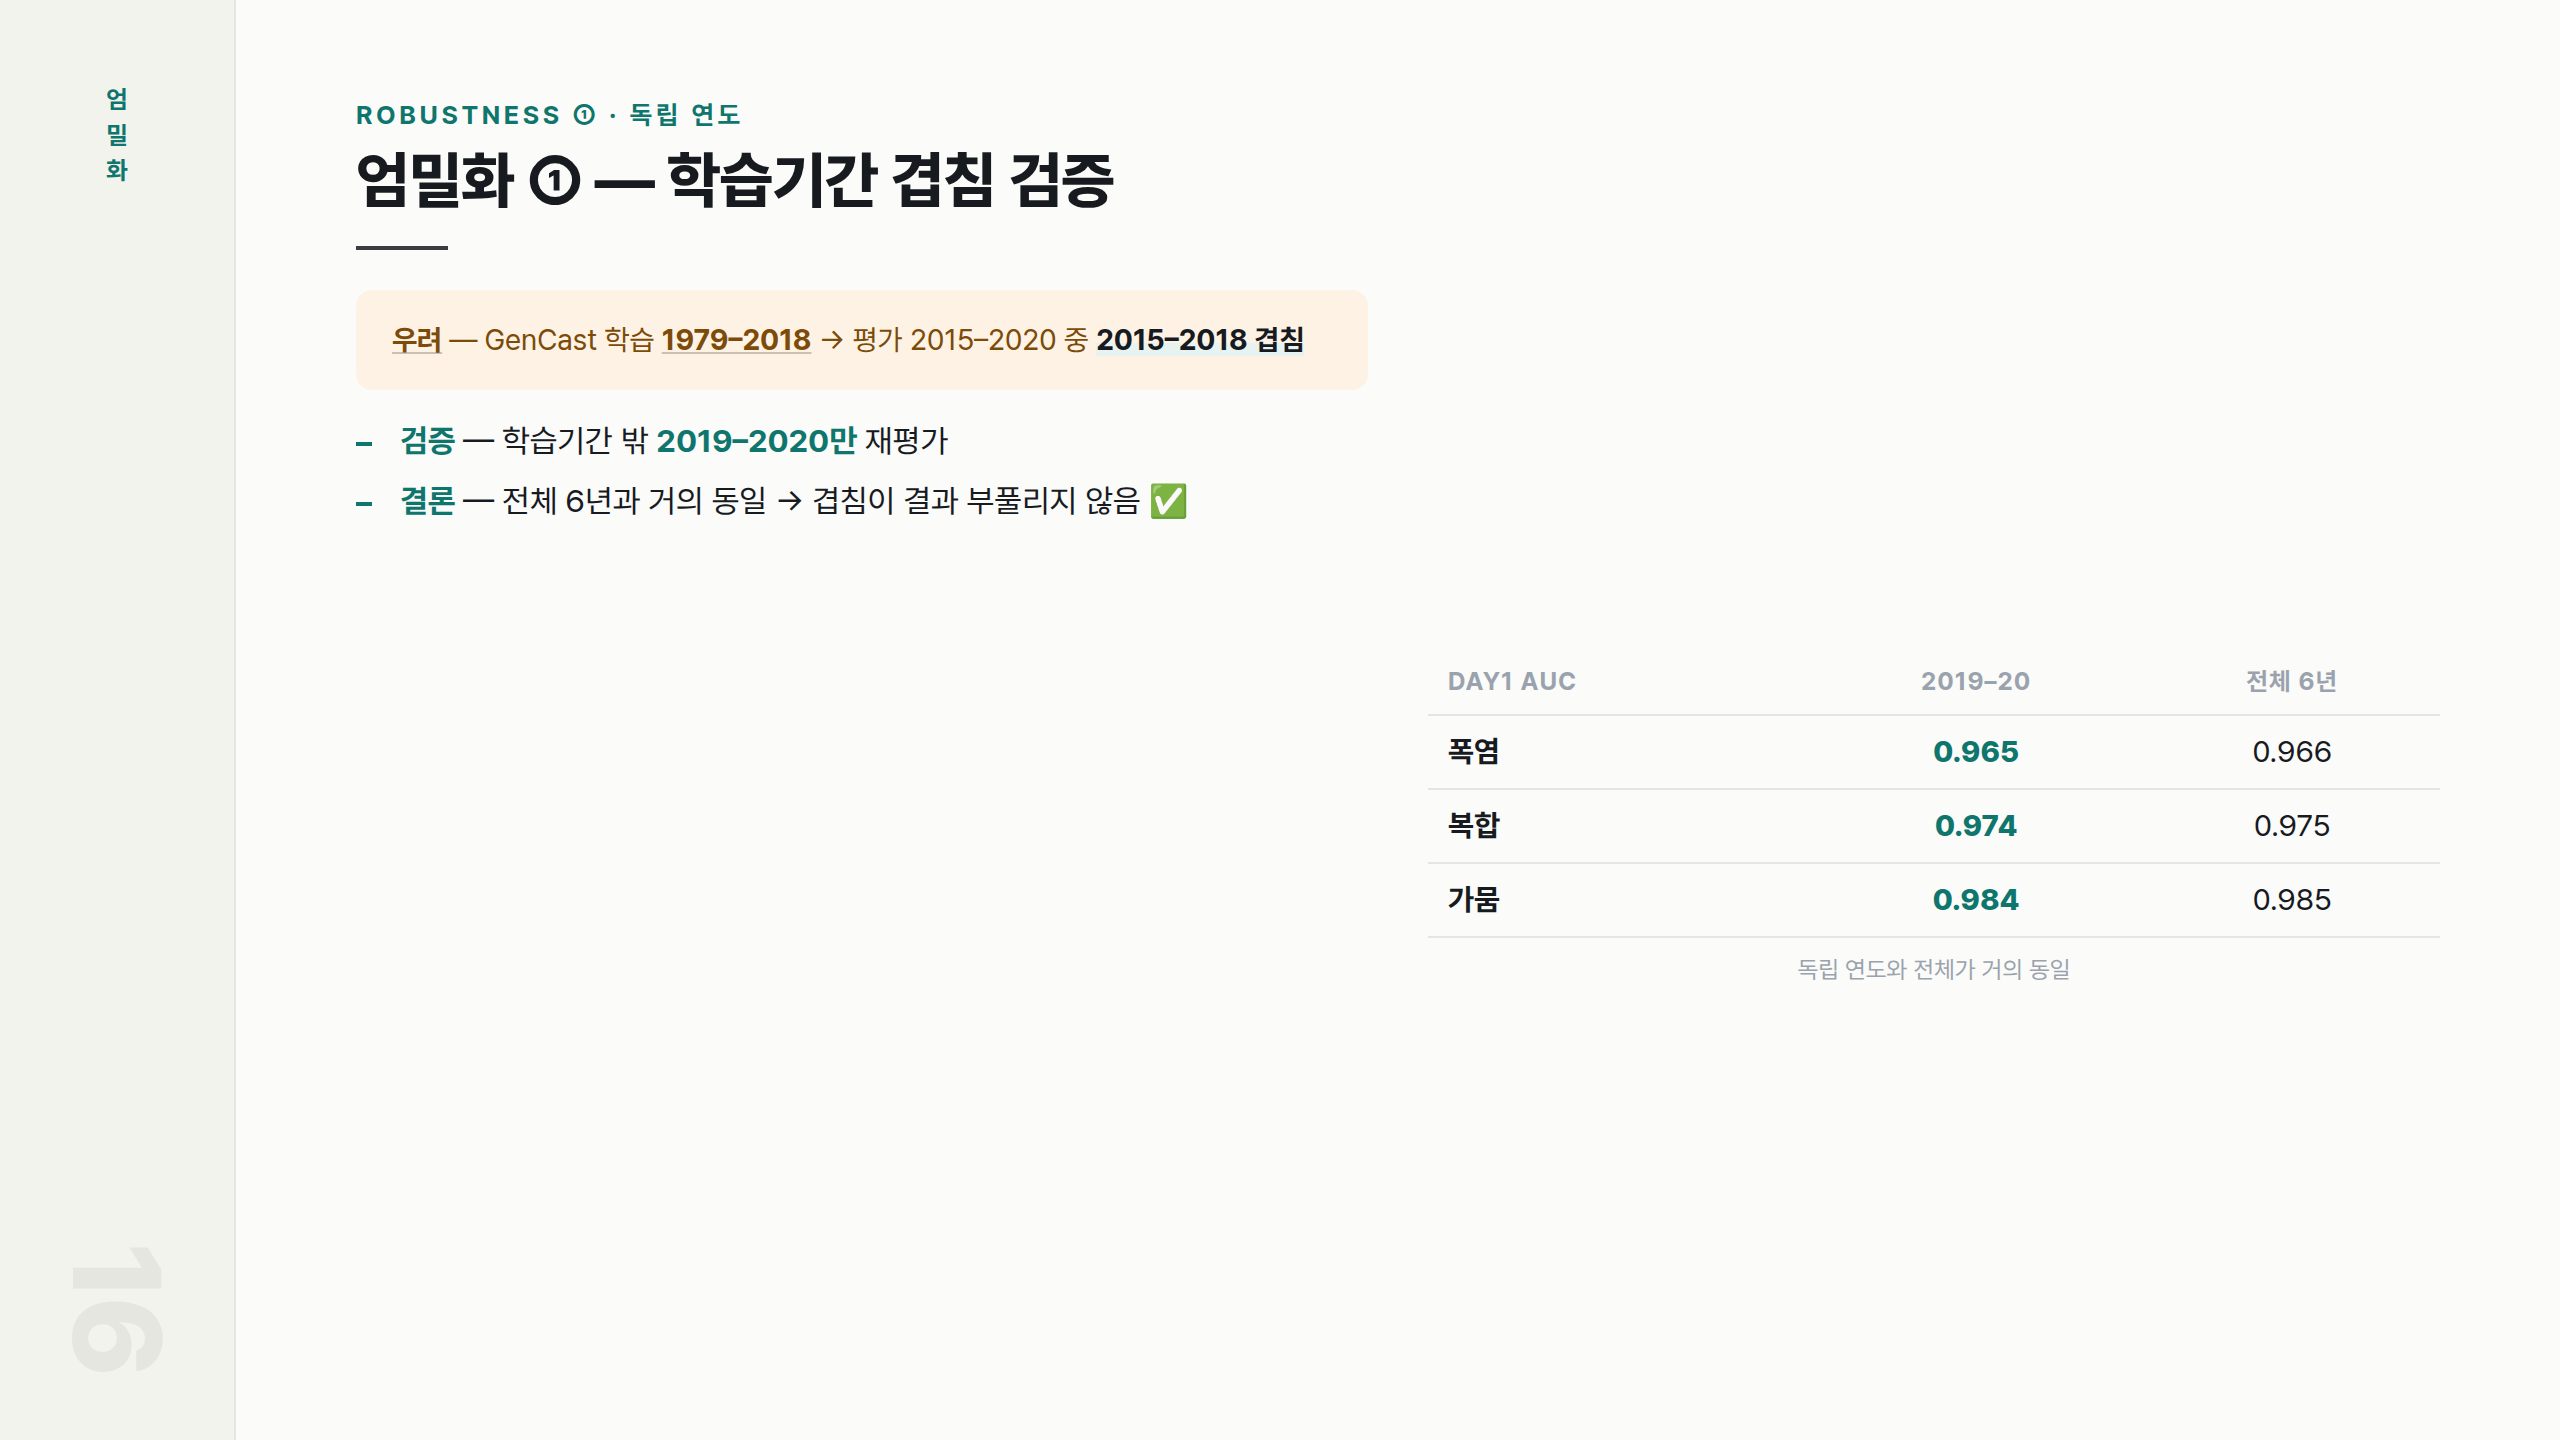 엄밀화
ROBUSTNESS ① · 독립 연도
엄밀화 ① — 학습기간 겹침 검증
우려 — GenCast 학습 1979–2018 → 평가 2015–2020 중 2015–2018 겹침
– 검증 — 학습기간 밖 2019–2020만 재평가
– 결론 — 전체 6년과 거의 동일 → 겹침이 결과 부풀리지 않음 ✅
DAY1 AUC 2019–20 전체 6년
폭염 0.965 0.966
복합 0.974 0.975
가뭄 0.984 0.985
독립 연도와 전체가 거의 동일
16